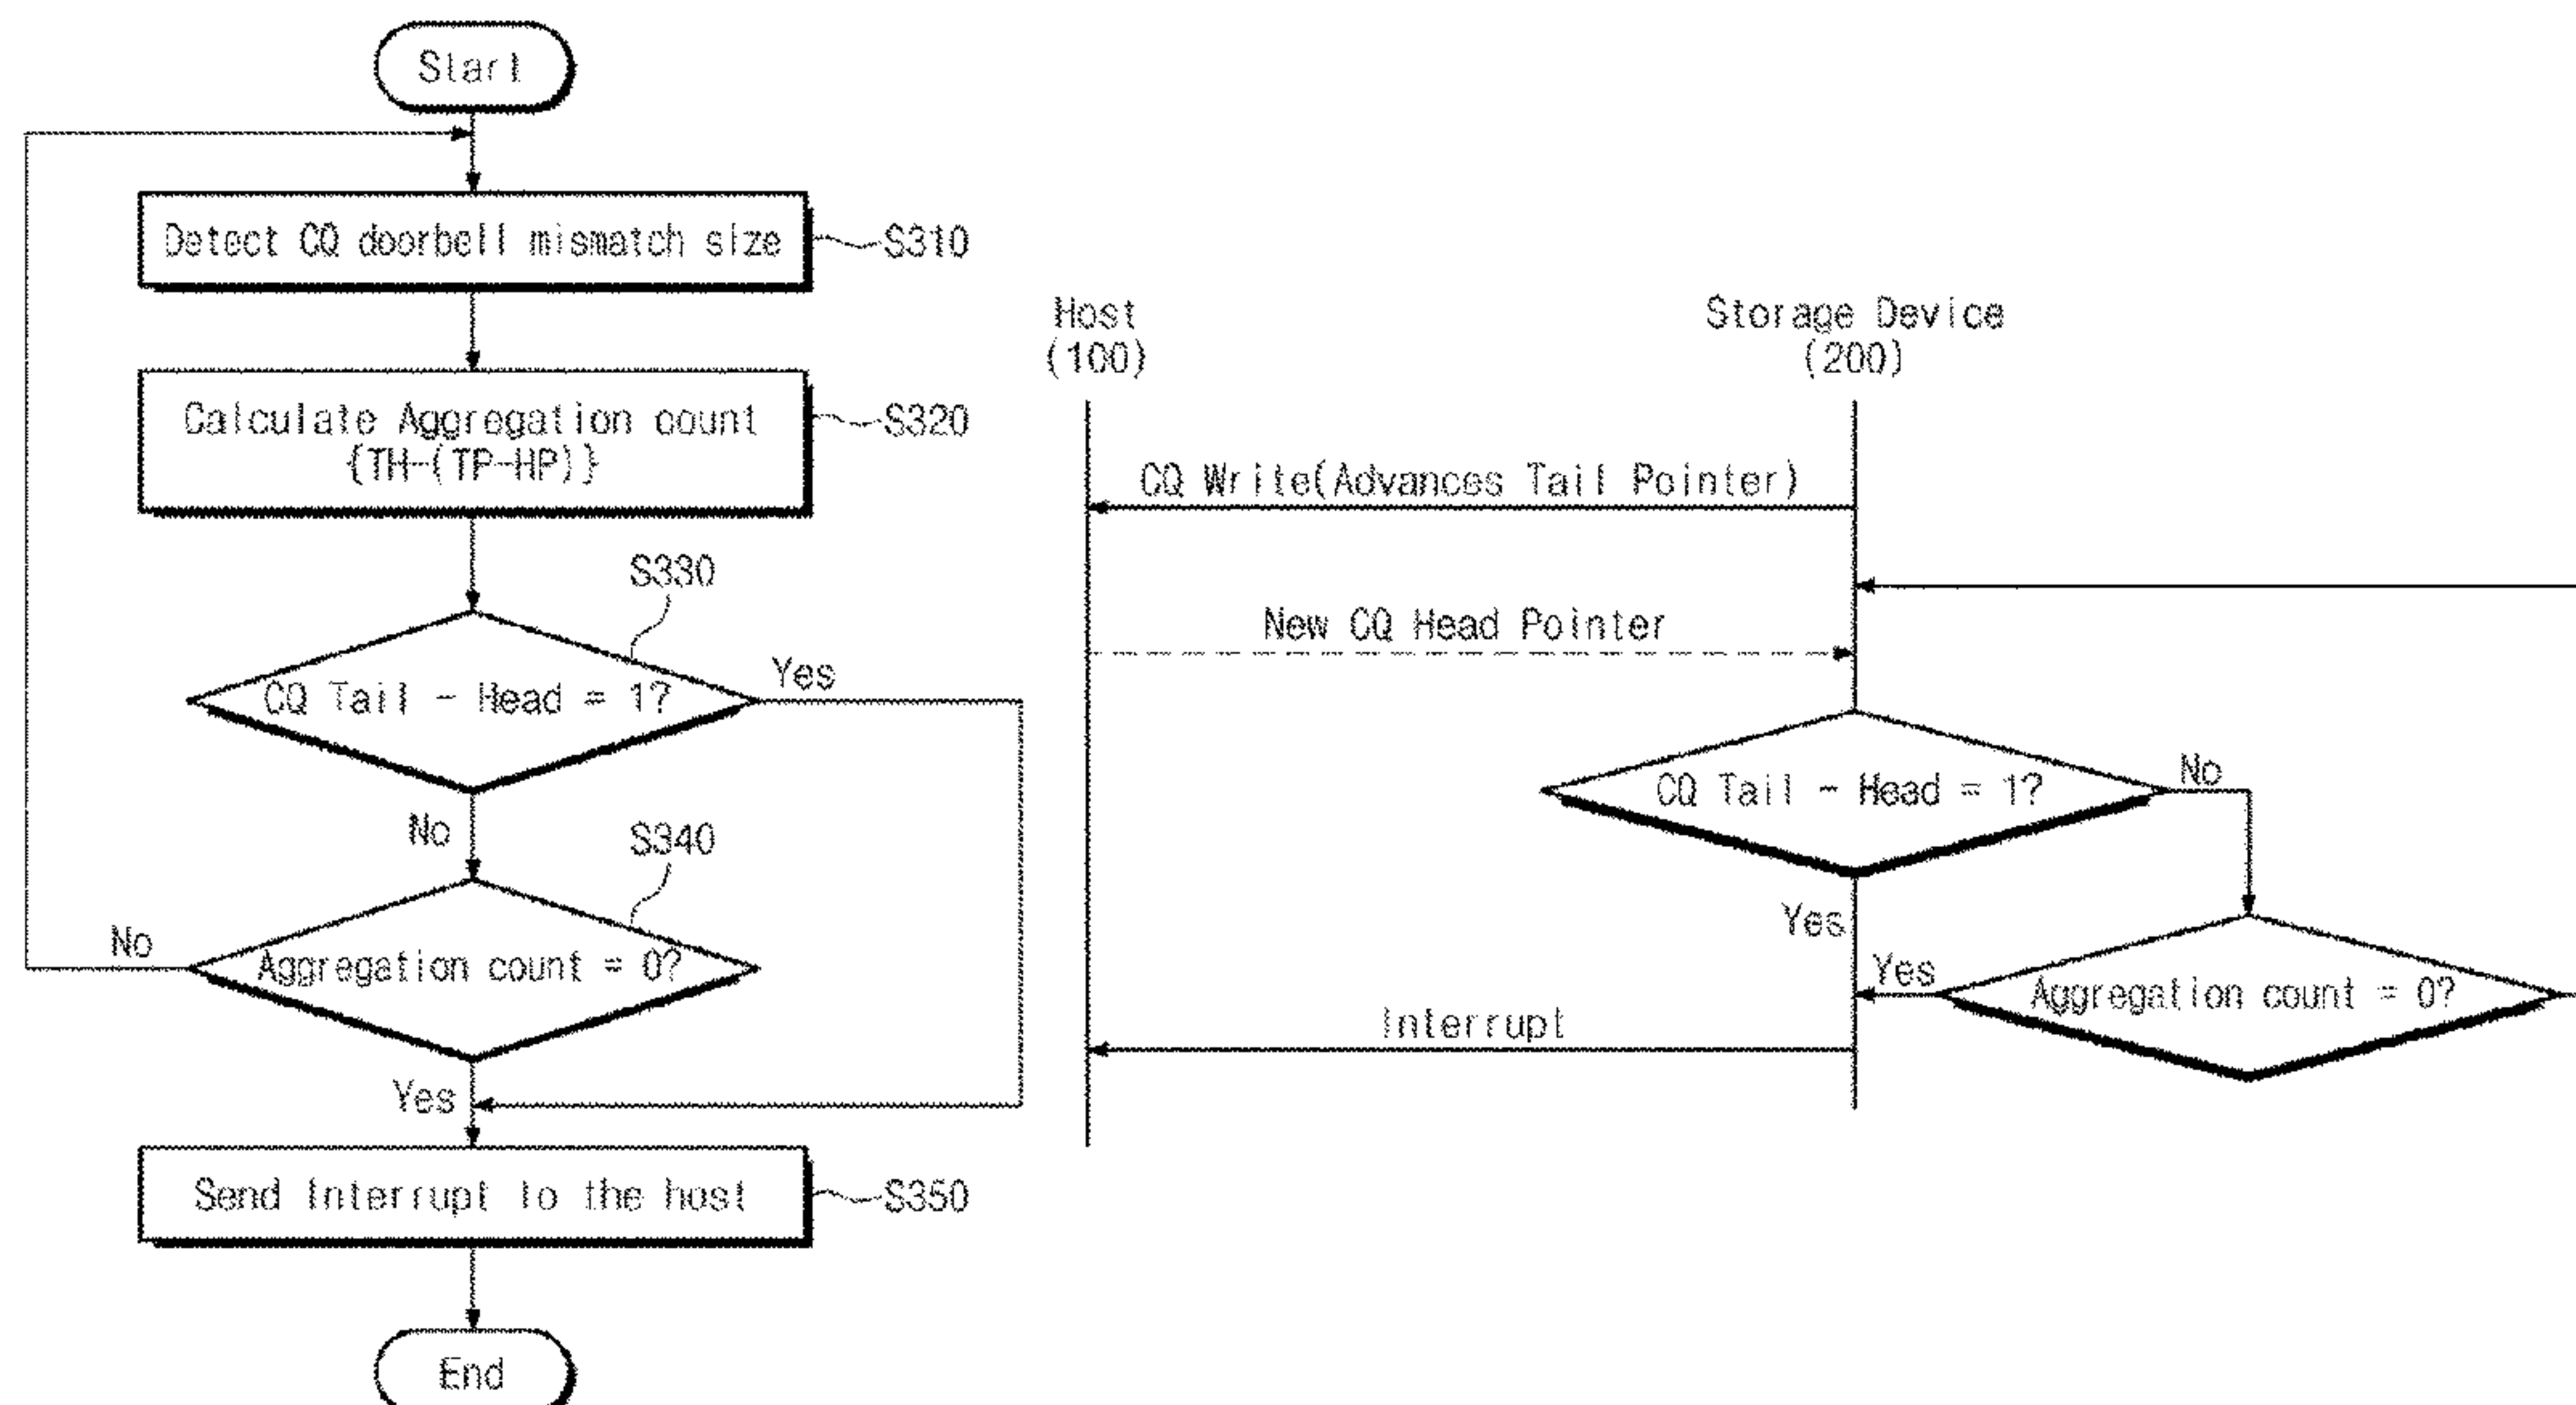 Start
Detect CQ doorbell mismatch size
S310
Calculate Aggregation count
{TH-(TP-HP)}
S320
S330
CQ Tail - Head = 1?
Yes
No
S340
Aggregation count = 0?
No
Yes
Send Interrupt to the host
S350
End
Host
(100)
Storage Device
(200)
CQ Write(Advances Tail Pointer)
New CQ Head Pointer
CQ Tail - Head = 1?
No
Yes
Yes
Aggregation count = 0?
Interrupt